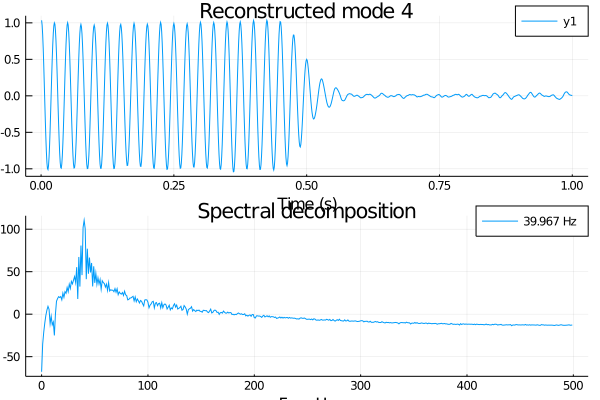 Reconstructed mode 4
y1
1.0
0.5
0.0
-0.5
-1.0
0.00 0.25 0.50 0.75 1.00
Time (s)
Spectral decomposition
39.967 Hz
100
50
0
-50
0 100 200 300 400 500